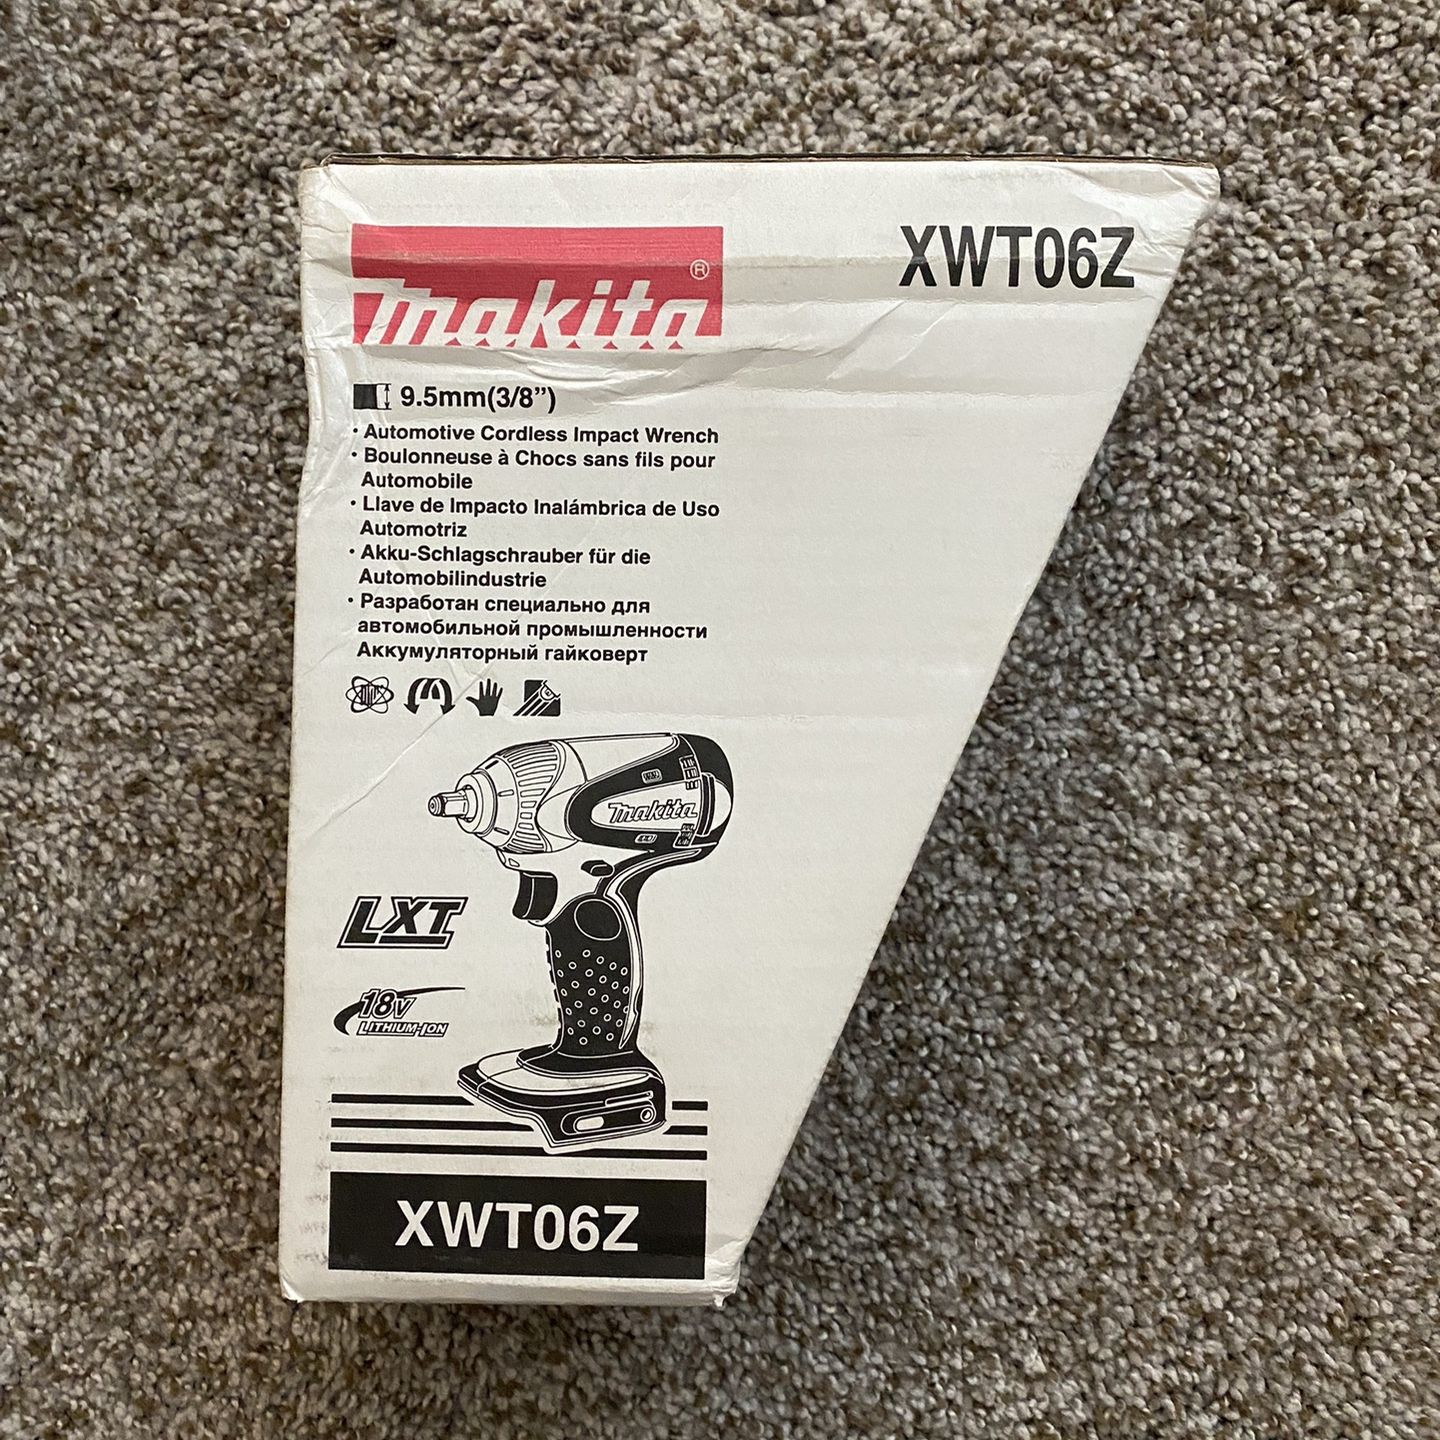 makita®
XWT06Z
9.5mm(3/8")
· Automotive Cordless Impact Wrench
· Boulonneuse à Chocs sans fils pour
Automobile
· Llave de Impacto Inalámbrica de Uso
Automotriz
· Akku-Schlagschrauber für die
Automobilindustrie
· Разработан специально для
автомобильной промышленности
Аккумуляторный гайковерт
makita
LXT
18V
LITHIUM-ION
XWT06Z